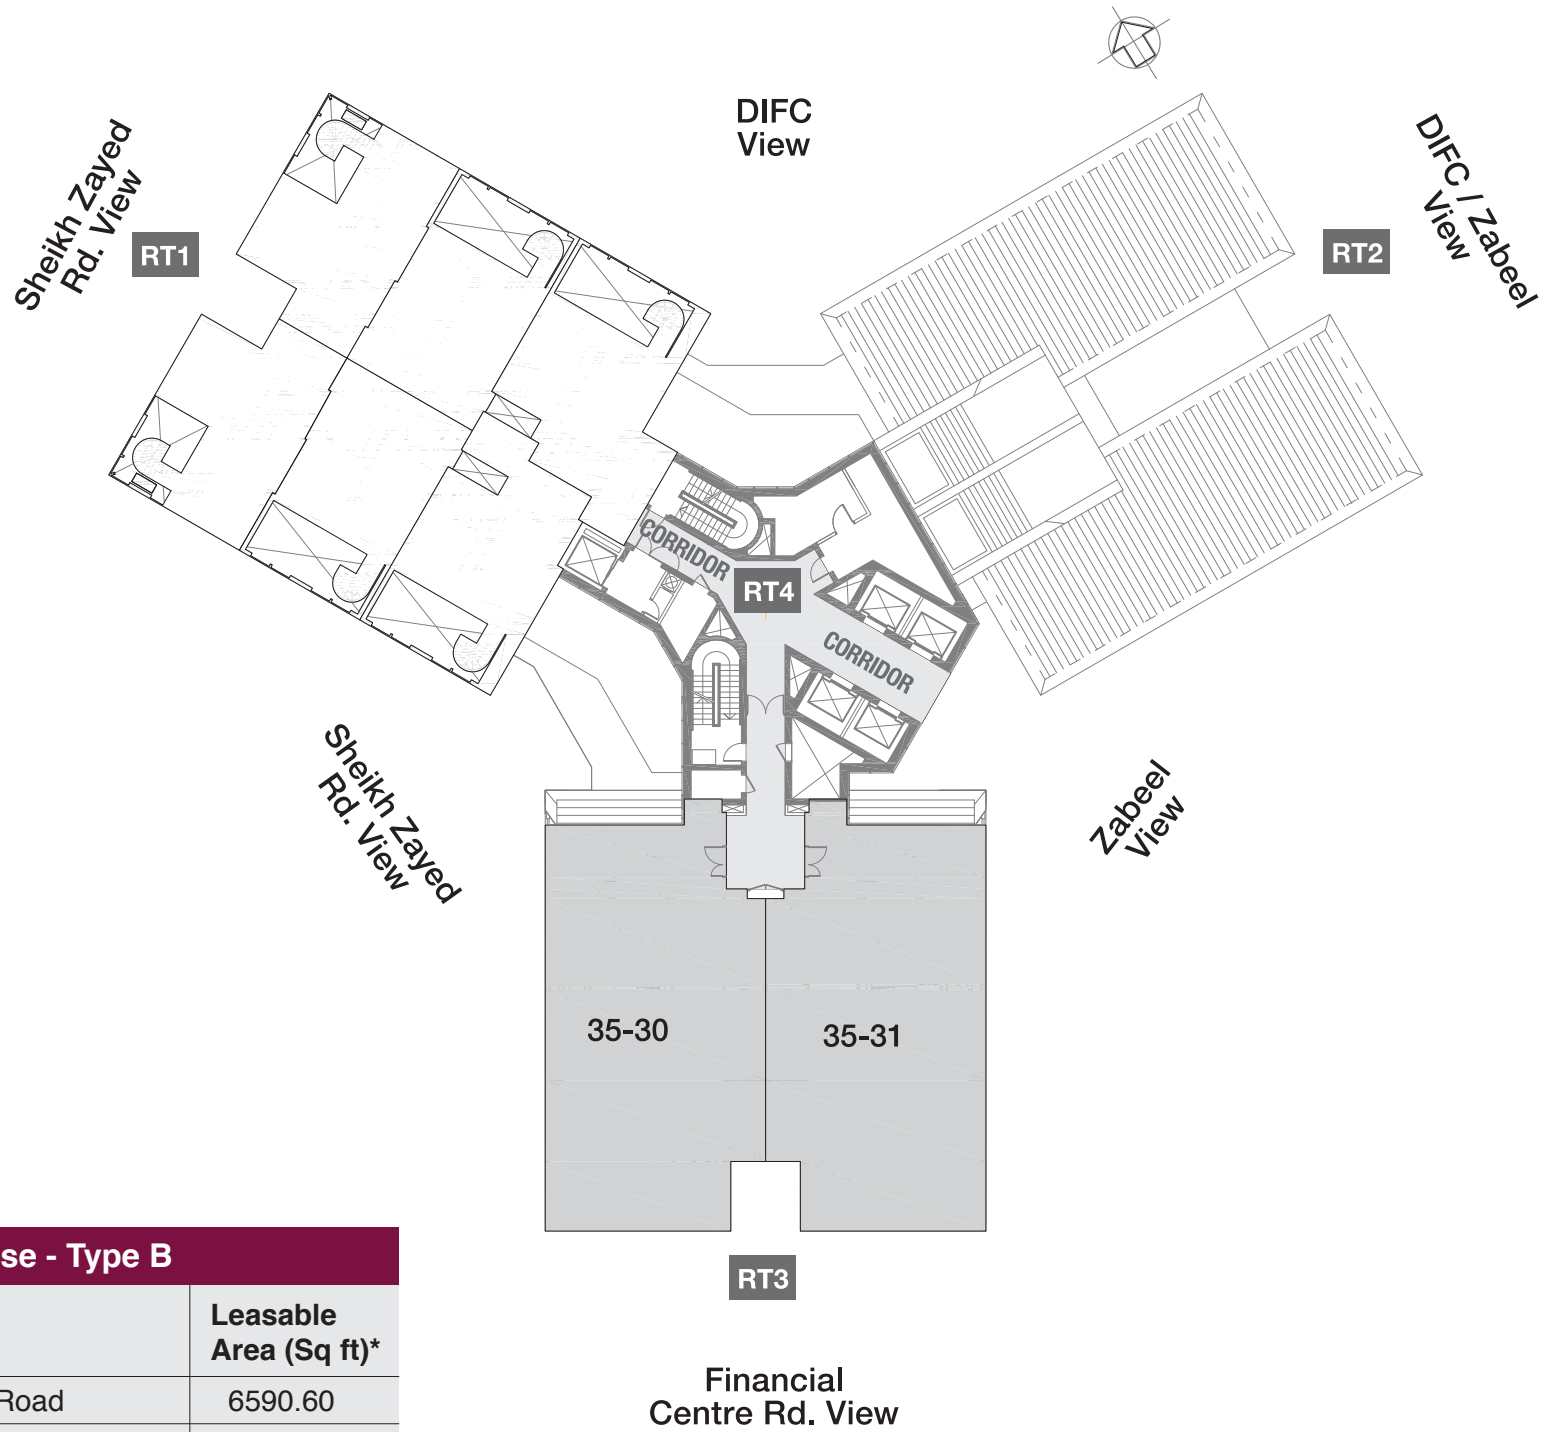 DIFC
View
Sheikh Zayed
Rd. View
RT1
DIFC / Zabeel
View
RT2
CORRIDOR
RT4
CORRIDOR
Sheikh Zayed
Rd. View
Zabeel
View
35-30
35-31
RT3
Financial
Centre Rd. View
se - Type B
Leasable
Area (Sq ft)*
Road
6590.60